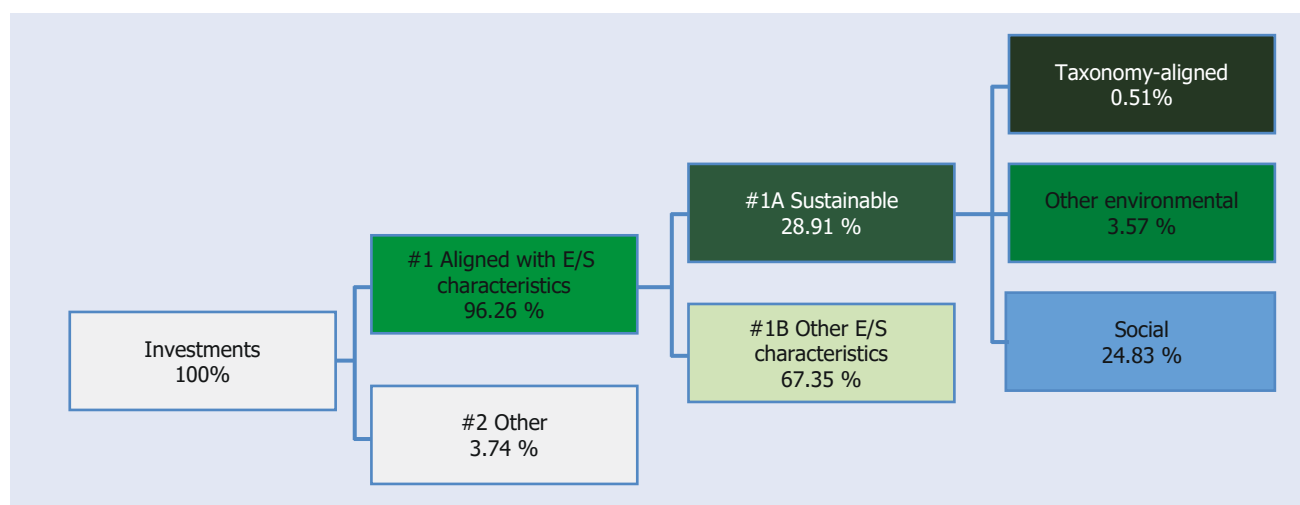 Investments
100%
#1 Aligned with E/S
characteristics
96.26 %
#2 Other
3.74 %
#1A Sustainable
28.91 %
#1B Other E/S
characteristics
67.35 %
Taxonomy-aligned
0.51%
Other environmental
3.57 %
Social
24.83 %